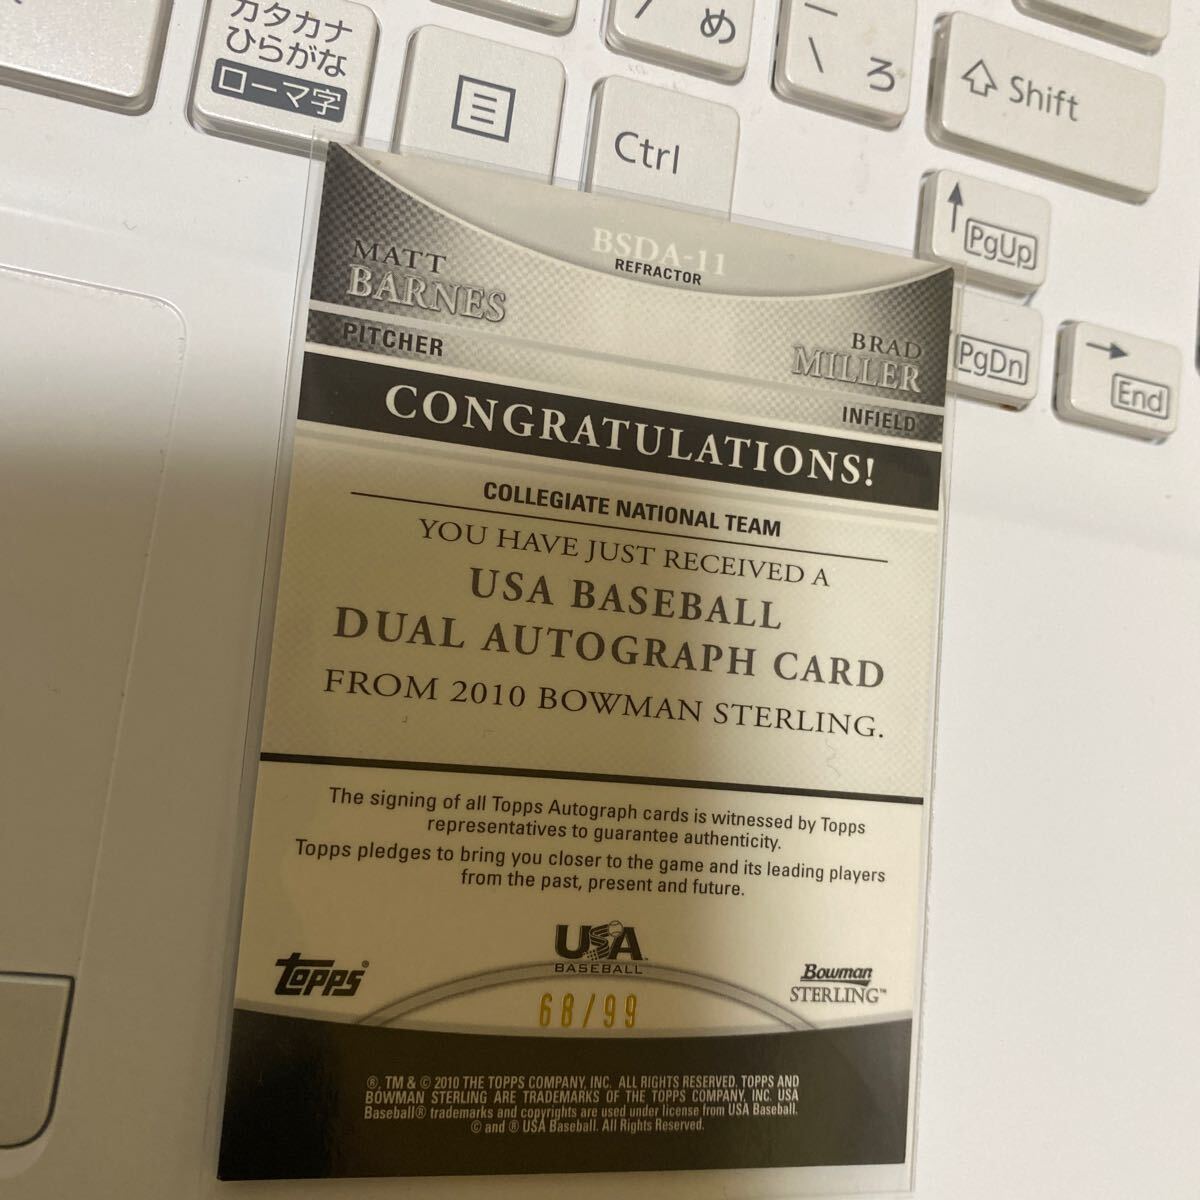 カタカナ
ひらがな
ローマ字
め
ろ
\
Shift
Ctrl
PgUp
PgDn
End
BSDA-11
REFRACTOR
MATT
BARNES
PITCHER
BRAD
MILLER
INFIELD
CONGRATULATIONS!
COLLEGIATE NATIONAL TEAM
YOU HAVE JUST RECEIVED A
USA BASEBALL
DUAL AUTOGRAPH CARD
FROM 2010 BOWMAN STERLING.
The signing of all Topps Autograph cards is witnessed by Topps
representatives to guarantee authenticity.
Topps pledges to bring you closer to the game and its leading players
from the past, present and future.
topps®
USA
BASEBALL
Bowman
STERLING™
68/99
®, TM & © 2010 THE TOPPS COMPANY, INC. ALL RIGHTS RESERVED. TOPPS AND
BOWMAN STERLING ARE TRADEMARKS OF THE TOPPS COMPANY, INC. USA
Baseball® trademarks and copyrights are used under license from USA Baseball.
© and ® USA Baseball. All Rights Reserved.